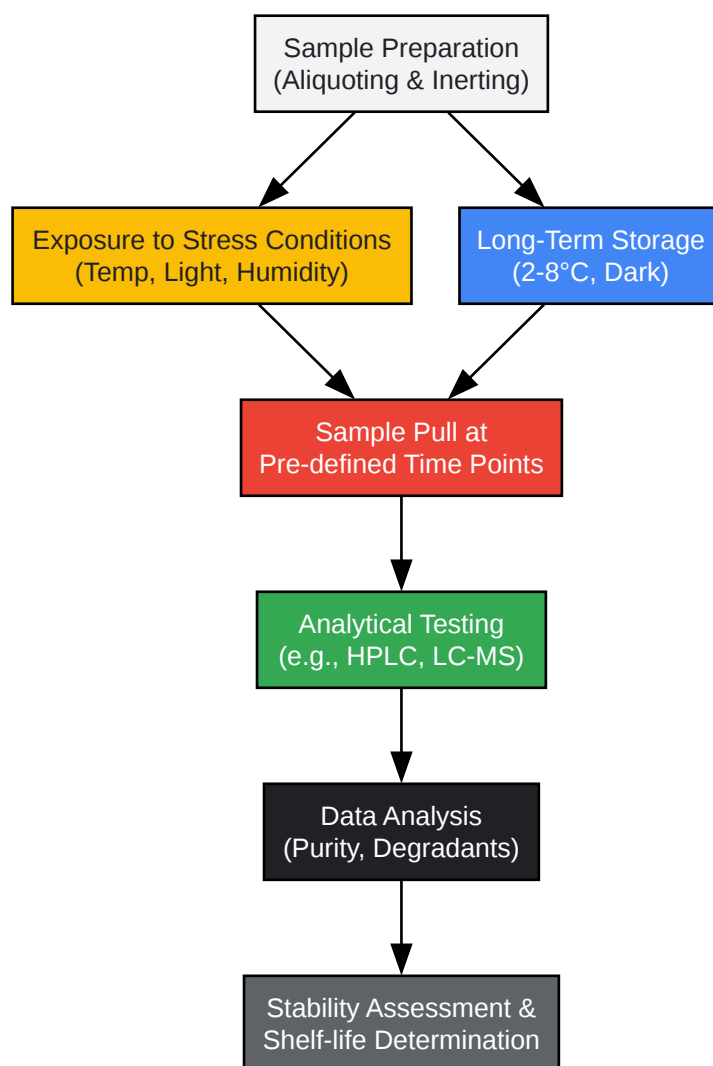 Sample Preparation
(Aliquoting & Inerting)
Exposure to Stress Conditions
(Temp, Light, Humidity)
Long-Term Storage
(2-8°C, Dark)
Sample Pull at
Pre-defined Time Points
Analytical Testing
(e.g., HPLC, LC-MS)
Data Analysis
(Purity, Degradants)
Stability Assessment &
Shelf-life Determination